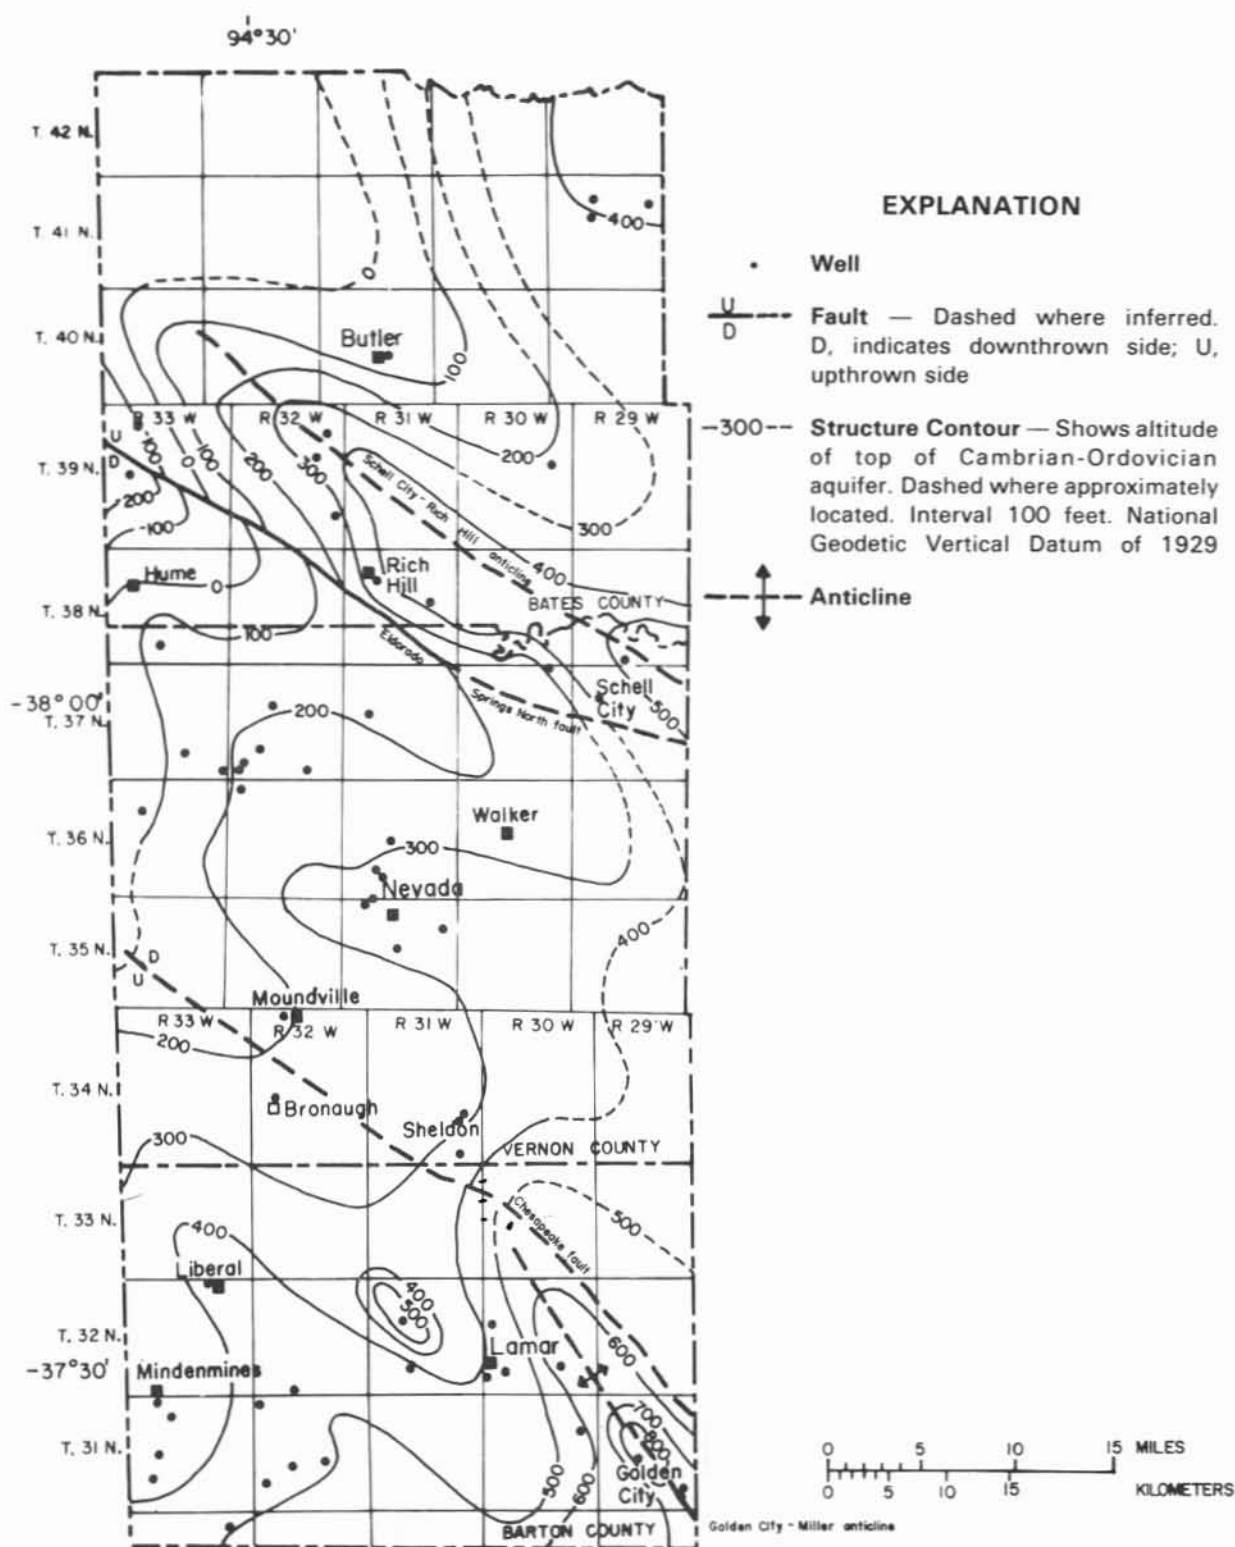 94°30'
T. 42 N.
T. 41 N.
400
0
T. 40 N.
Butler
100
R 33 W
R 32 W
R 31 W
R 30 W
R 29 W
U
D
T. 39 N.
-100
0
100
200
300
200
-200
-100
300
Schell City - Rich Hill anticline
400
Hume
0
Rich
Hill
T. 38 N.
BATES COUNTY
100
Eldorado
Springs North fault
Schell
City
500
-38°00'
T. 37 N.
200
Walker
T. 36 N.
300
Nevada
400
T. 35 N.
D
U
Moundville
R 33 W
R 32 W
R 31 W
R 30 W
R 29 W
200
T. 34 N.
Bronaugh
Sheldon
300
VERNON COUNTY
T. 33 N.
Chesapeake fault
500
400
Liberal
400
500
T. 32 N.
Lamar
600
-37°30'
Mindenmines
700
800
T. 31 N.
500
600
Golden
City
BARTON COUNTY
Golden City - Miller anticline
EXPLANATION
Well
U
D
Fault — Dashed where inferred.
D, indicates downthrown side; U,
upthrown side
-300-- Structure Contour — Shows altitude
of top of Cambrian-Ordovician
aquifer. Dashed where approximately
located. Interval 100 feet. National
Geodetic Vertical Datum of 1929
Anticline
0 5 10 15 MILES
0 5 10 15 KILOMETERS